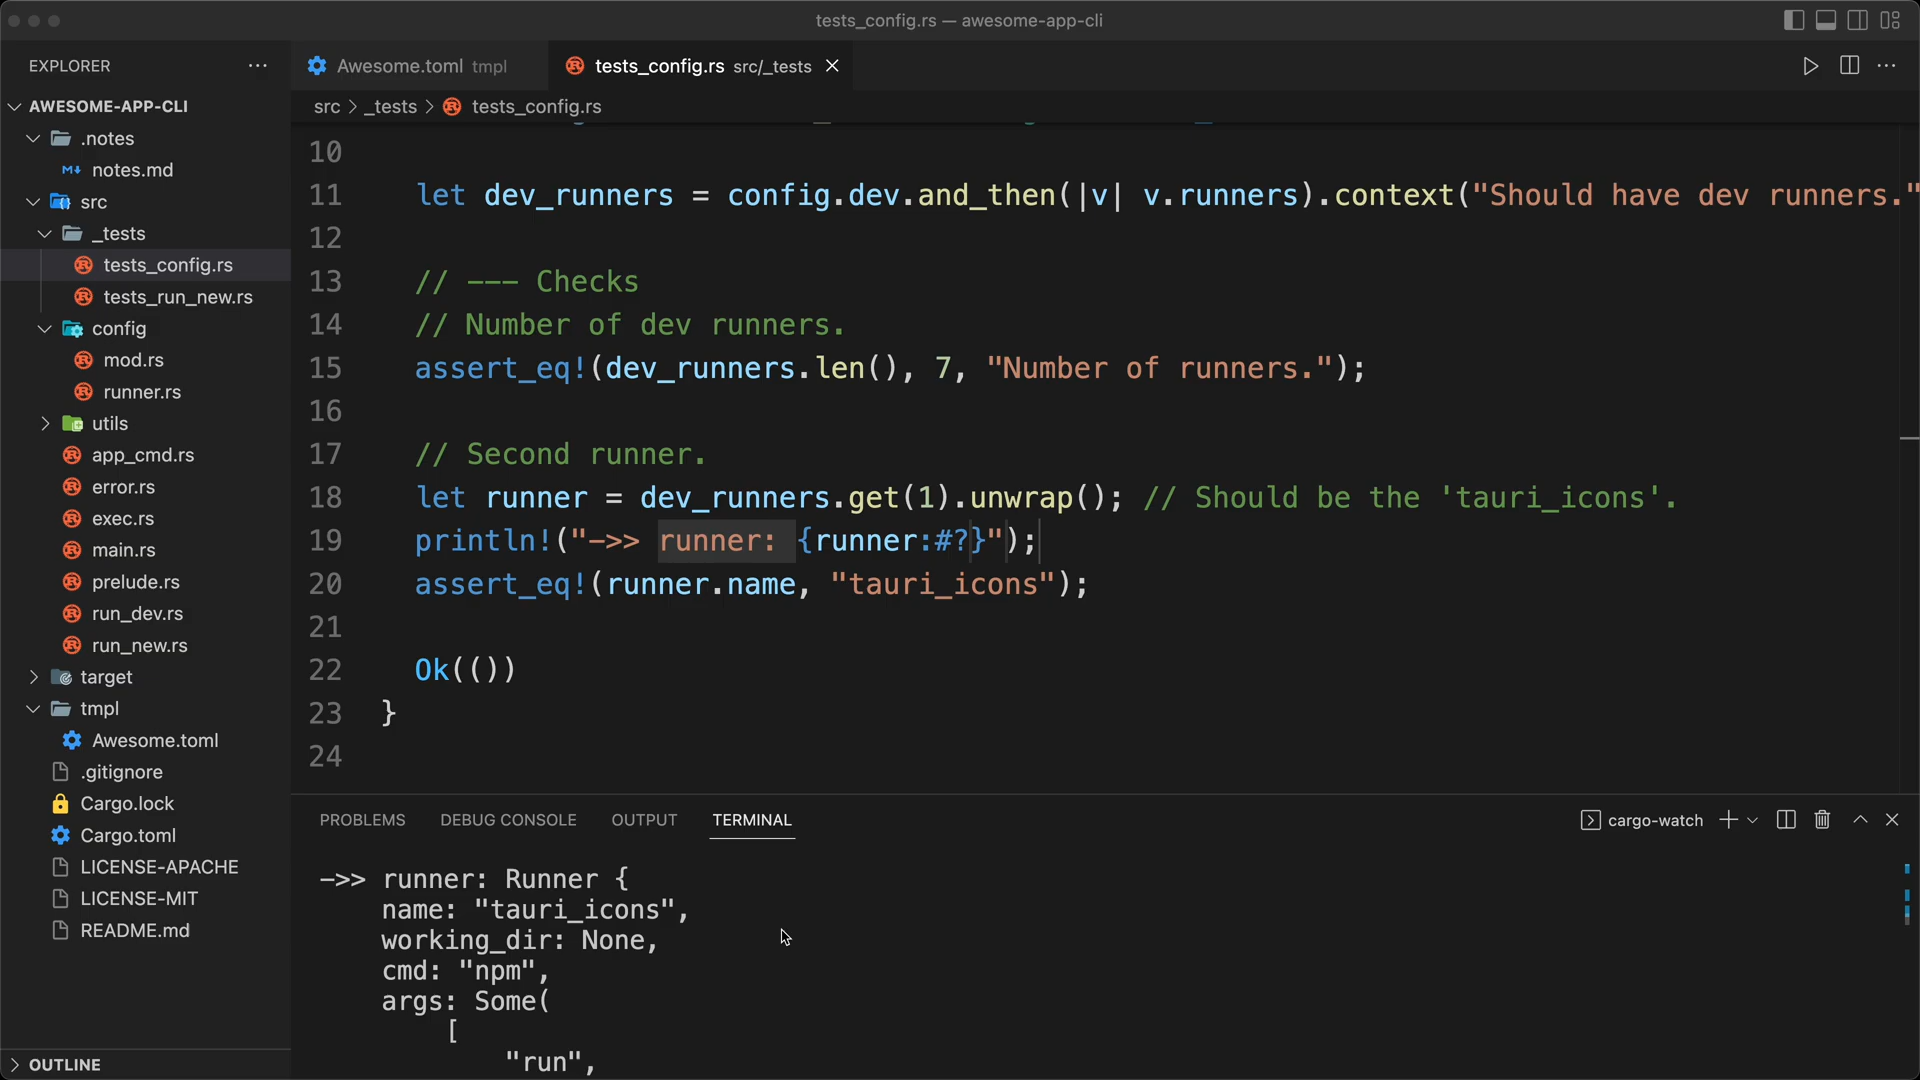 tests_config.rs — awesome-app-cli
EXPLORER
Awesome.toml tmpl
tests_config.rs src/_tests
src > _tests > tests_config.rs
AWESOME-APP-CLI
.notes
notes.md
src
_tests
tests_config.rs
tests_run_new.rs
config
mod.rs
runner.rs
utils
app_cmd.rs
error.rs
exec.rs
main.rs
prelude.rs
run_dev.rs
run_new.rs
target
tmpl
Awesome.toml
.gitignore
Cargo.lock
Cargo.toml
LICENSE-APACHE
LICENSE-MIT
README.md
OUTLINE
10
11 let dev_runners = config.dev.and_then(|v| v.runners).context("Should have dev runners."
12
13 // --- Checks
14 // Number of dev runners.
15 assert_eq!(dev_runners.len(), 7, "Number of runners.");
16
17 // Second runner.
18 let runner = dev_runners.get(1).unwrap(); // Should be the 'tauri_icons'.
19 println!("->> runner: {runner:#?}");
20 assert_eq!(runner.name, "tauri_icons");
21
22 Ok(())
23 }
24
PROBLEMS DEBUG CONSOLE OUTPUT TERMINAL
cargo-watch
->> runner: Runner {
name: "tauri_icons",
working_dir: None,
cmd: "npm",
args: Some(
[
"run",